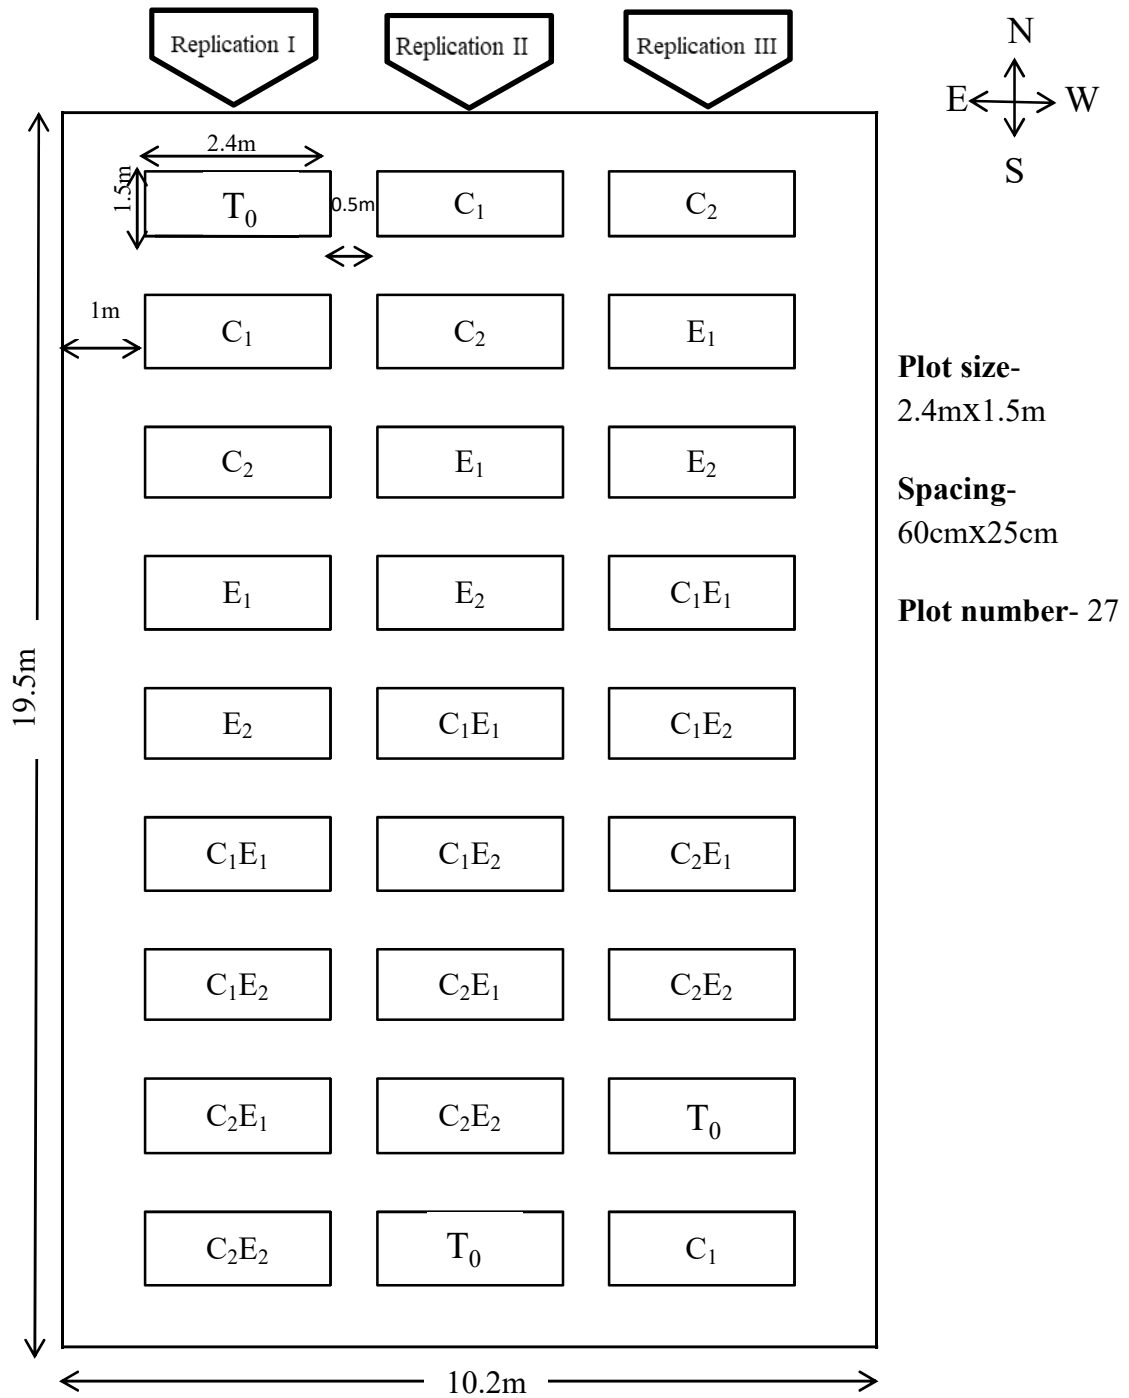 Replication I
Replication II
Replication III
N
E
W
S
2.4m
1.5m
T₀
0.5m
C₁
C₂
1m
C₁
C₂
E₁
Plot size-
2.4mx1.5m
C₂
E₁
E₂
Spacing-
60cmx25cm
E₁
E₂
C₁E₁
Plot number- 27
19.5m
E₂
C₁E₁
C₁E₂
C₁E₁
C₁E₂
C₂E₁
C₁E₂
C₂E₁
C₂E₂
C₂E₁
C₂E₂
T₀
C₂E₂
T₀
C₁
10.2m